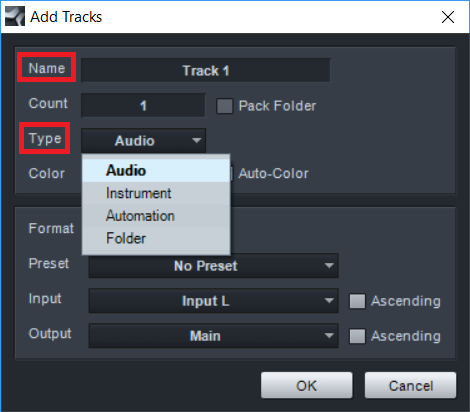 Add Tracks
Name Track 1
Count 1 Pack Folder
Type Audio
Audio
Instrument
Automation
Folder
Color Auto-Color
Format
Preset No Preset
Input Input L Ascending
Output Main Ascending
OK Cancel